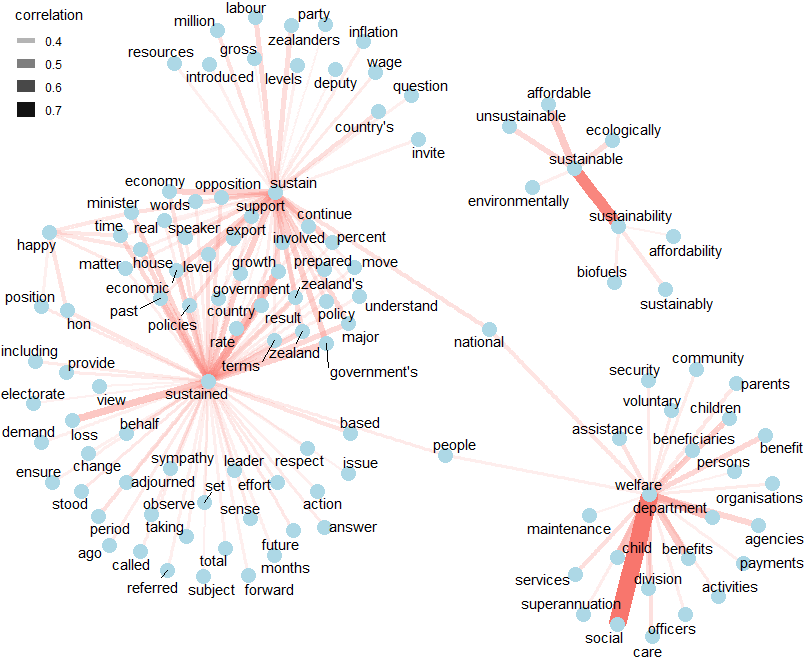 correlation
0.4
0.5
0.6
0.7
labour
million
party
zealanders
inflation
gross
resources
introduced
levels
deputy
wage
question
country's
invite
affordable
unsustainable
ecologically
sustainable
environmentally
sustainability
affordability
biofuels
sustainably
economy
opposition
sustain
minister
words
support
continue
time
real
speaker
export
involved
percent
happy
matter
house
level
growth
prepared
move
economic
government
zealand's
position
hon
past
policies
country
result
policy
understand
rate
terms
zealand
major
government's
national
including
provide
sustained
electorate
view
demand
loss
behalf
based
people
change
sympathy
leader
respect
issue
ensure
stood
adjourned
observe
set
effort
action
period
taking
sense
answer
ago
called
total
future
months
referred
subject
forward
security
community
parents
voluntary
children
assistance
beneficiaries
benefit
persons
welfare
department
organisations
maintenance
agencies
child
benefits
payments
services
division
activities
superannuation
social
officers
care